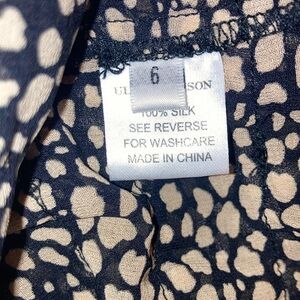 6
100% SILK
SEE REVERSE
FOR WASHCARE
MADE IN CHINA